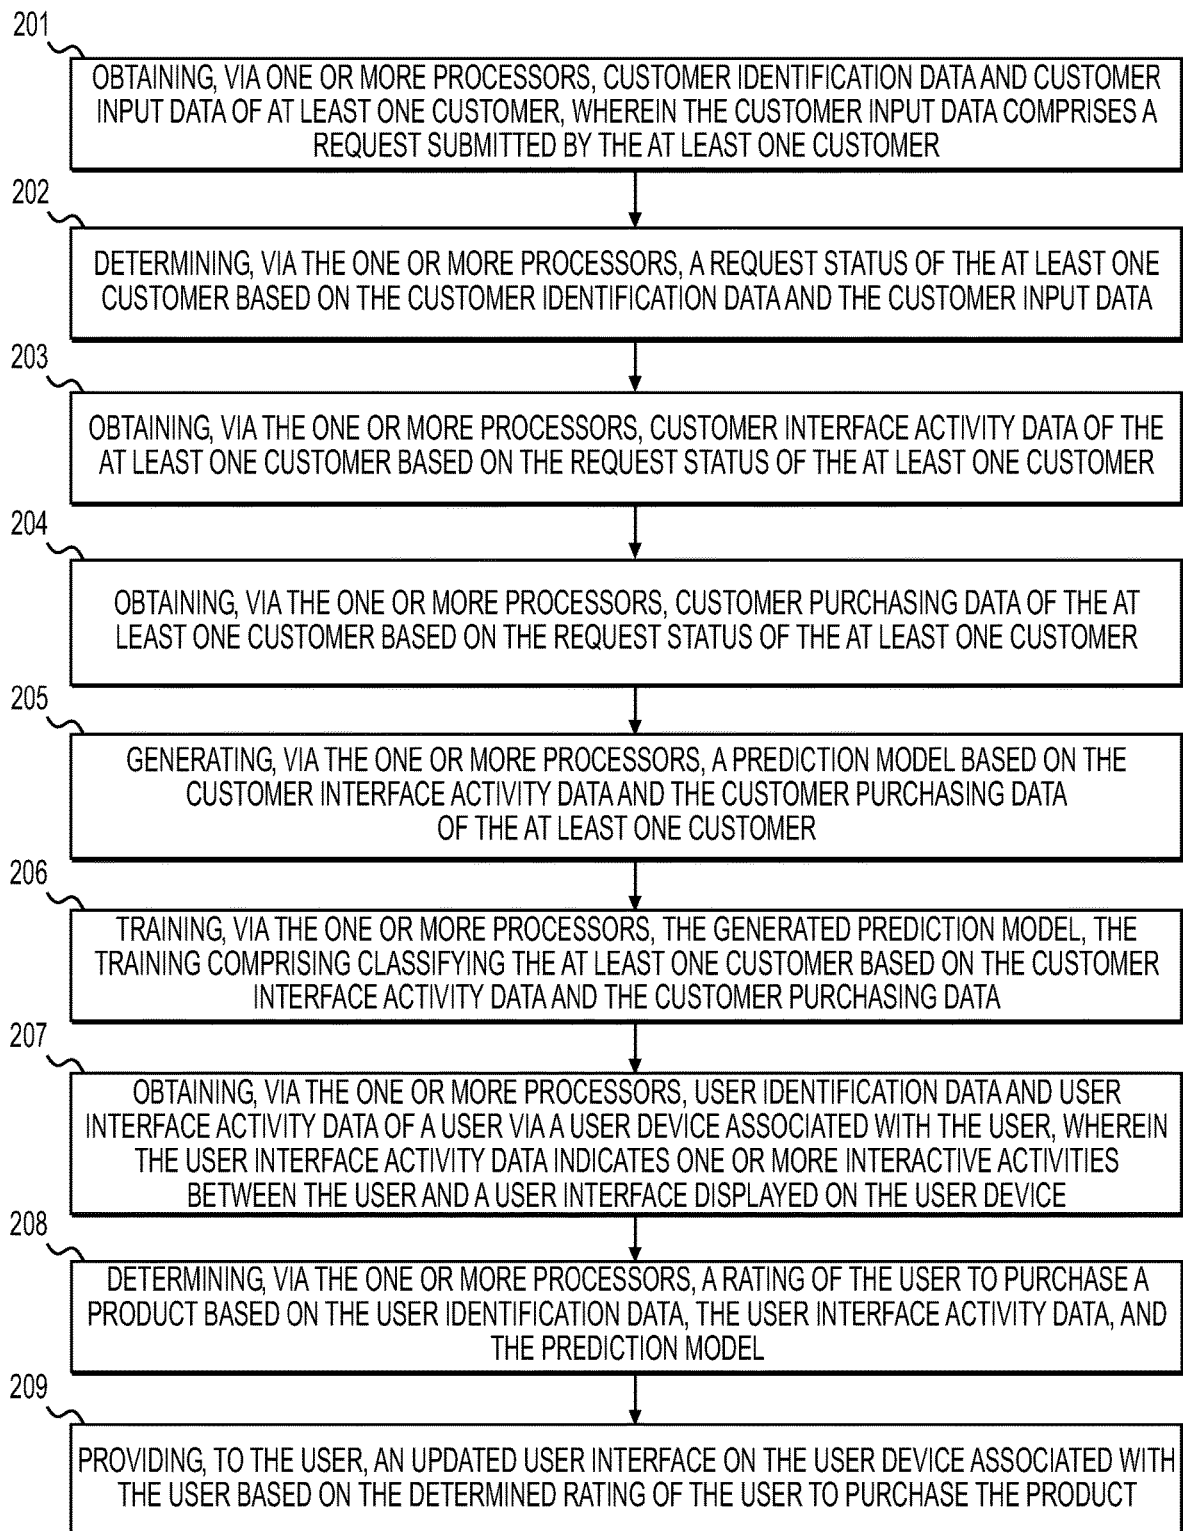 201
OBTAINING, VIA ONE OR MORE PROCESSORS, CUSTOMER IDENTIFICATION DATA AND CUSTOMER
INPUT DATA OF AT LEAST ONE CUSTOMER, WHEREIN THE CUSTOMER INPUT DATA COMPRISES A
REQUEST SUBMITTED BY THE AT LEAST ONE CUSTOMER
202
DETERMINING, VIA THE ONE OR MORE PROCESSORS, A REQUEST STATUS OF THE AT LEAST ONE
CUSTOMER BASED ON THE CUSTOMER IDENTIFICATION DATA AND THE CUSTOMER INPUT DATA
203
OBTAINING, VIA THE ONE OR MORE PROCESSORS, CUSTOMER INTERFACE ACTIVITY DATA OF THE
AT LEAST ONE CUSTOMER BASED ON THE REQUEST STATUS OF THE AT LEAST ONE CUSTOMER
204
OBTAINING, VIA THE ONE OR MORE PROCESSORS, CUSTOMER PURCHASING DATA OF THE AT
LEAST ONE CUSTOMER BASED ON THE REQUEST STATUS OF THE AT LEAST ONE CUSTOMER
205
GENERATING, VIA THE ONE OR MORE PROCESSORS, A PREDICTION MODEL BASED ON THE
CUSTOMER INTERFACE ACTIVITY DATA AND THE CUSTOMER PURCHASING DATA
OF THE AT LEAST ONE CUSTOMER
206
TRAINING, VIA THE ONE OR MORE PROCESSORS, THE GENERATED PREDICTION MODEL, THE
TRAINING COMPRISING CLASSIFYING THE AT LEAST ONE CUSTOMER BASED ON THE CUSTOMER
INTERFACE ACTIVITY DATA AND THE CUSTOMER PURCHASING DATA
207
OBTAINING, VIA THE ONE OR MORE PROCESSORS, USER IDENTIFICATION DATA AND USER
INTERFACE ACTIVITY DATA OF A USER VIA A USER DEVICE ASSOCIATED WITH THE USER, WHEREIN
THE USER INTERFACE ACTIVITY DATA INDICATES ONE OR MORE INTERACTIVE ACTIVITIES
BETWEEN THE USER AND A USER INTERFACE DISPLAYED ON THE USER DEVICE
208
DETERMINING, VIA THE ONE OR MORE PROCESSORS, A RATING OF THE USER TO PURCHASE A
PRODUCT BASED ON THE USER IDENTIFICATION DATA, THE USER INTERFACE ACTIVITY DATA, AND
THE PREDICTION MODEL
209
PROVIDING, TO THE USER, AN UPDATED USER INTERFACE ON THE USER DEVICE ASSOCIATED WITH
THE USER BASED ON THE DETERMINED RATING OF THE USER TO PURCHASE THE PRODUCT